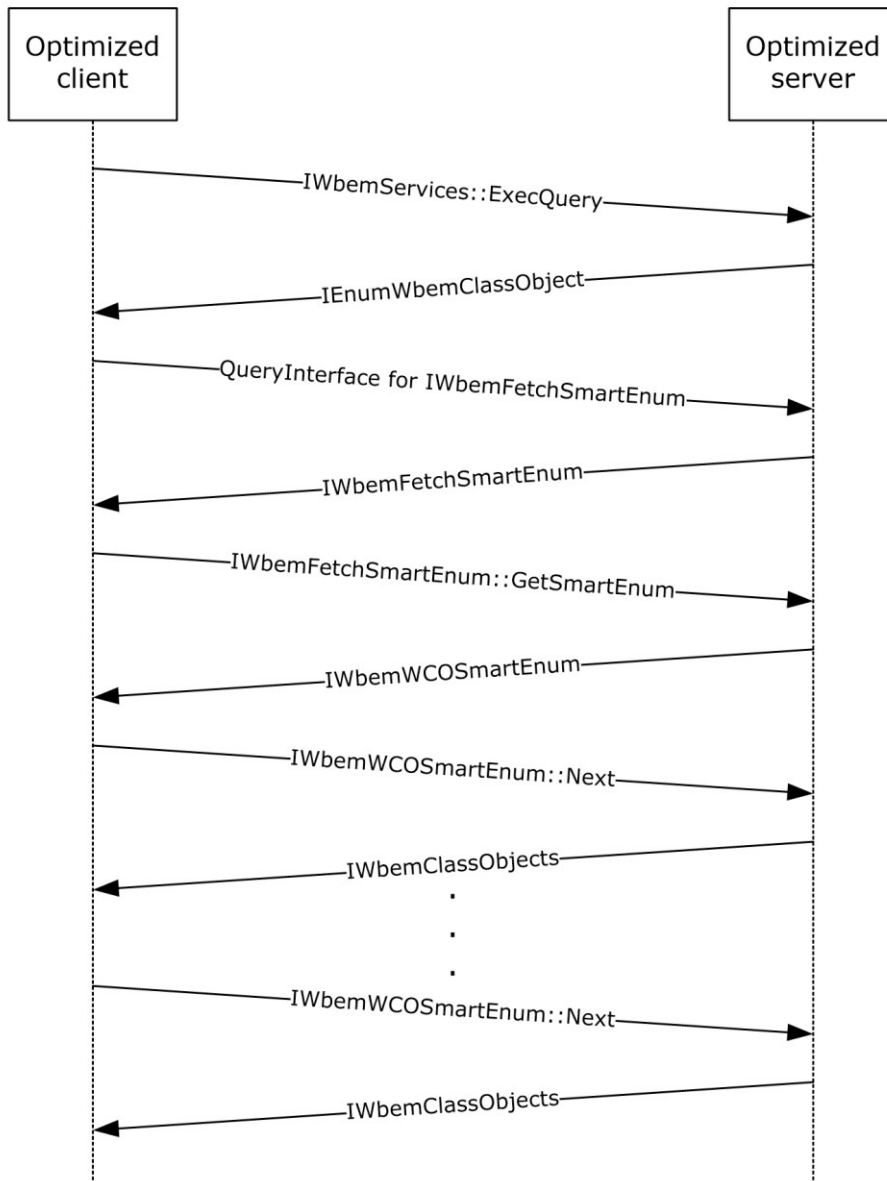 Optimized
client
Optimized
server
IWbemServices::ExecQuery
IEnumWbemClassObject
QueryInterface for IWbemFetchSmartEnum
IWbemFetchSmartEnum
IWbemFetchSmartEnum::GetSmartEnum
IWbemWCOSmartEnum
IWbemWCOSmartEnum::Next
IWbemClassObjects
.
.
.
IWbemWCOSmartEnum::Next
IWbemClassObjects